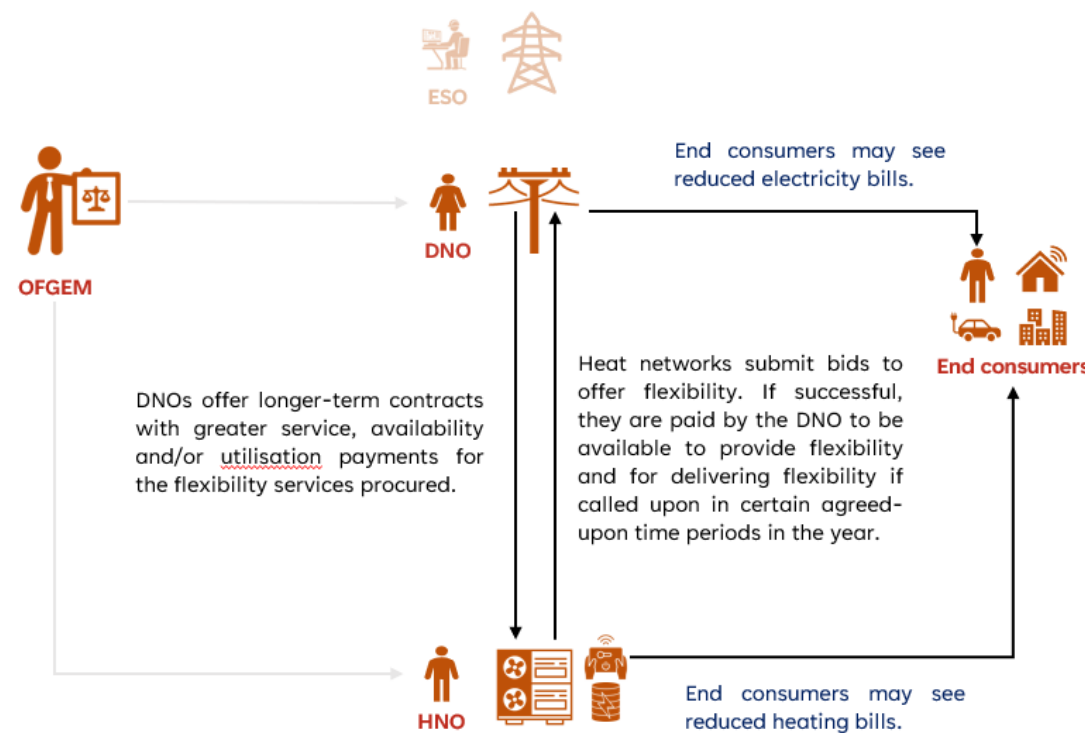 ESO
End consumers may see
reduced electricity bills.
DNO
OFGEM
End consumers
Heat networks submit bids to
offer flexibility. If successful,
they are paid by the DNO to be
available to provide flexibility
and for delivering flexibility if
called upon in certain agreed-
upon time periods in the year.
DNOs offer longer-term contracts
with greater service, availability
and/or utilisation payments for
the flexibility services procured.
HNO
End consumers may see
reduced heating bills.